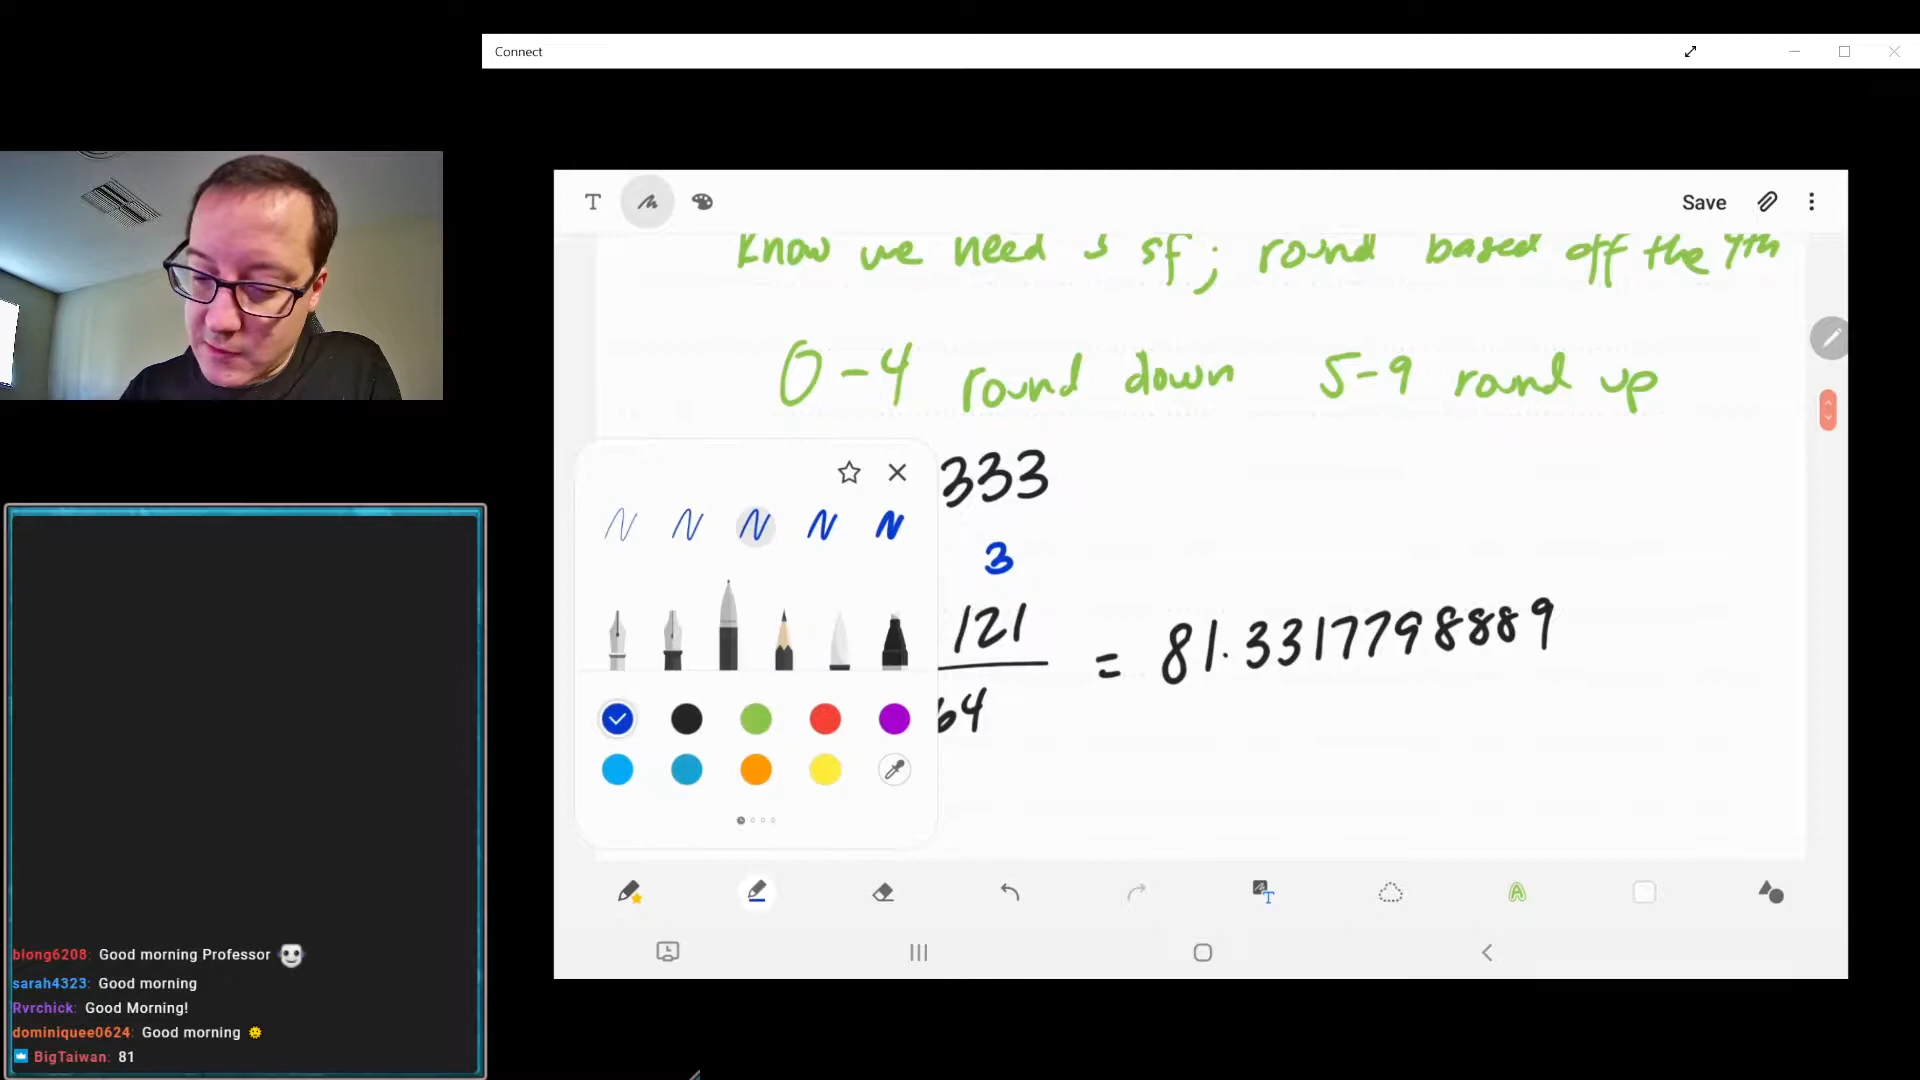 Connect
Save
Know we need 3 sf; round based off the 4th
0-4 round down 5-9 round up
333
3
121
= 81.3317798889
64
blong6208: Good morning Professor
sarah4323: Good morning
Rvrchick: Good Morning!
dominiquee0624: Good morning
BigTaiwan: 81